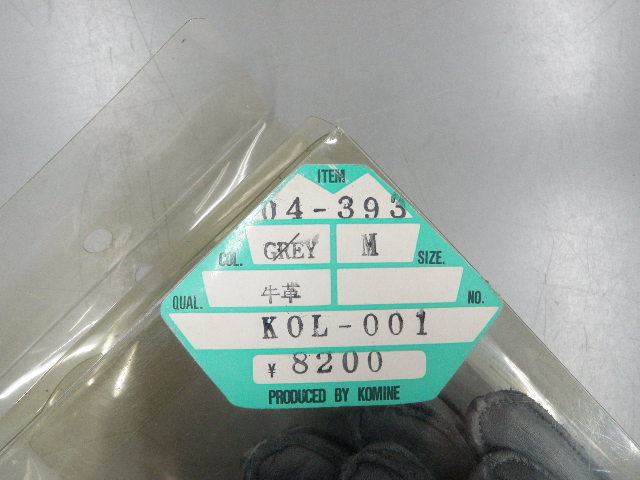 ITEM
04-393
COL. GREY M SIZE.
QUAL. 牛革 NO.
KOL-001
¥8200
PRODUCED BY KOMINE